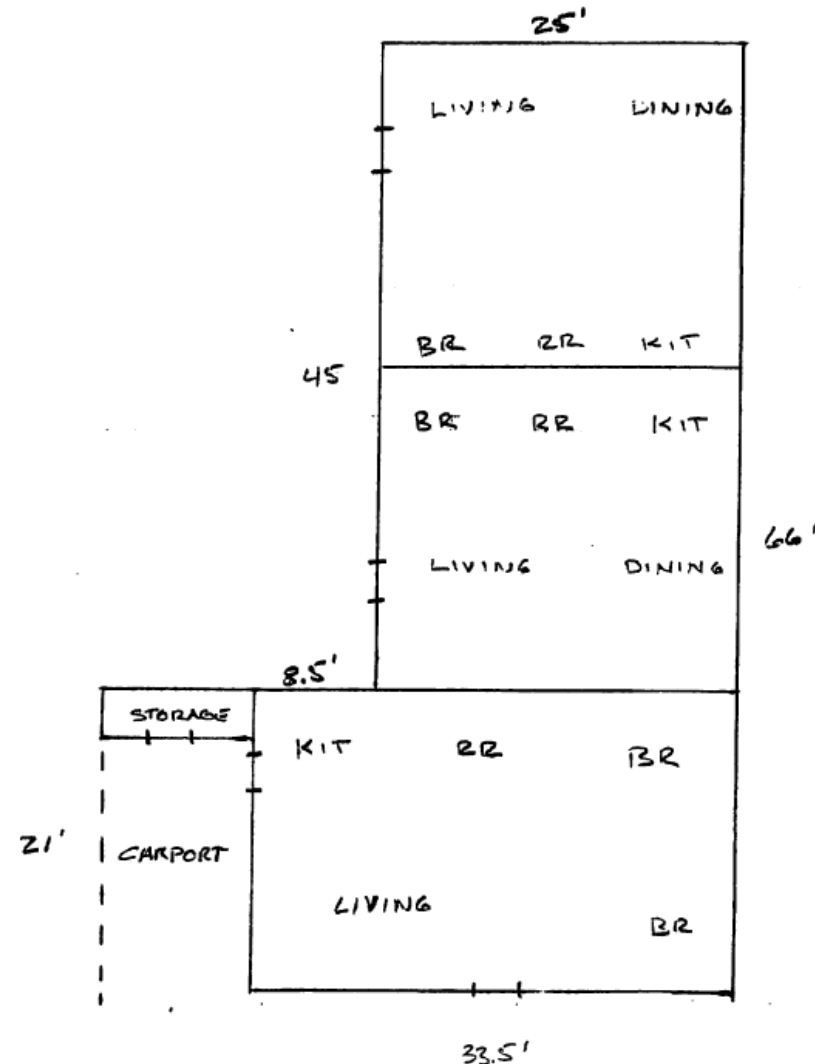 25'
LIVING DINING
BR RR KIT
45
BR RR KIT
66'
LIVING DINING
8.5'
STORAGE
KIT RR BR
21'
CARPORT
LIVING
BR
33.5'